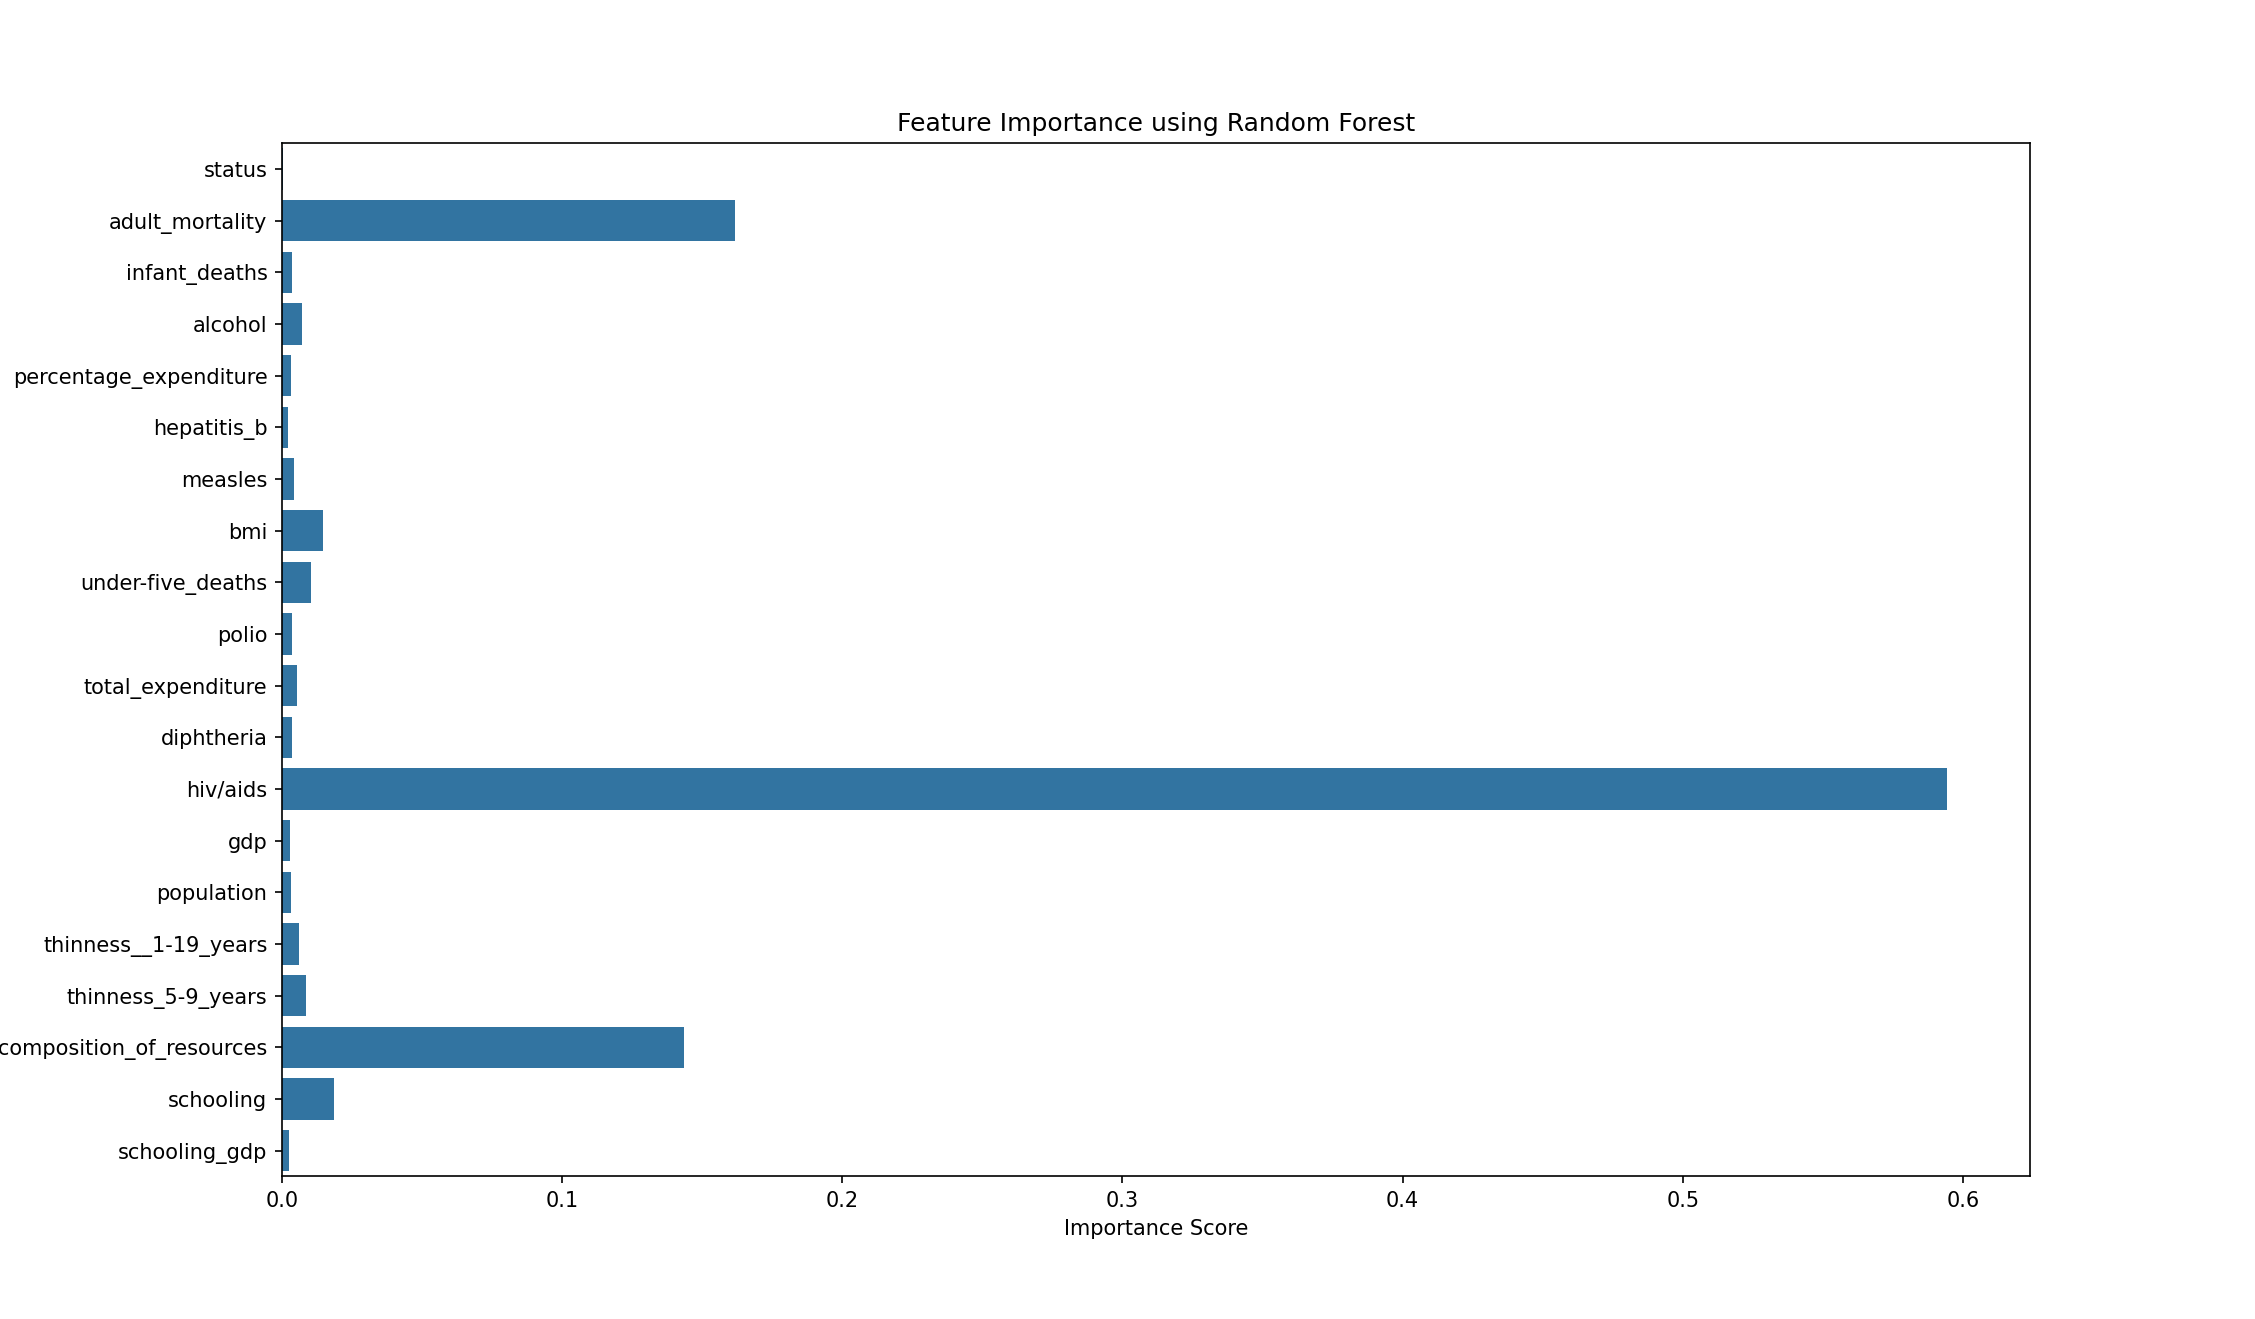 Feature Importance using Random Forest
status
adult_mortality
infant_deaths
alcohol
percentage_expenditure
hepatitis_b
measles
bmi
under-five_deaths
polio
total_expenditure
diphtheria
hiv/aids
gdp
population
thinness__1-19_years
thinness_5-9_years
composition_of_resources
schooling
schooling_gdp
0.0 0.1 0.2 0.3 0.4 0.5 0.6
Importance Score